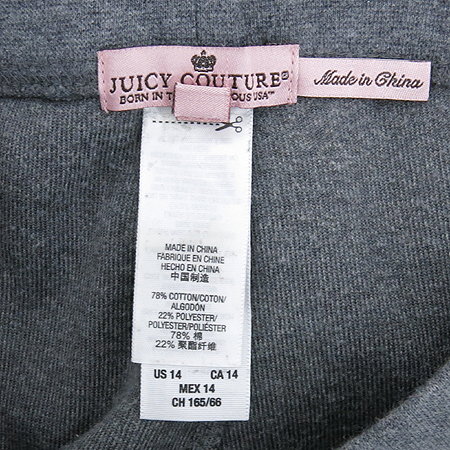 JUICY COUTURE
BORN IN OUS USA™
Made in China
MADE IN CHINA
FABRIQUE EN CHINE
HECHO EN CHINA
中国制造
78% COTTON/COTON/
ALGODÓN
22% POLYESTER/
POLYESTER/POLIÉSTER
78% 棉
22% 聚酯纤维
US 14 CA 14
MEX 14
CH 165/66